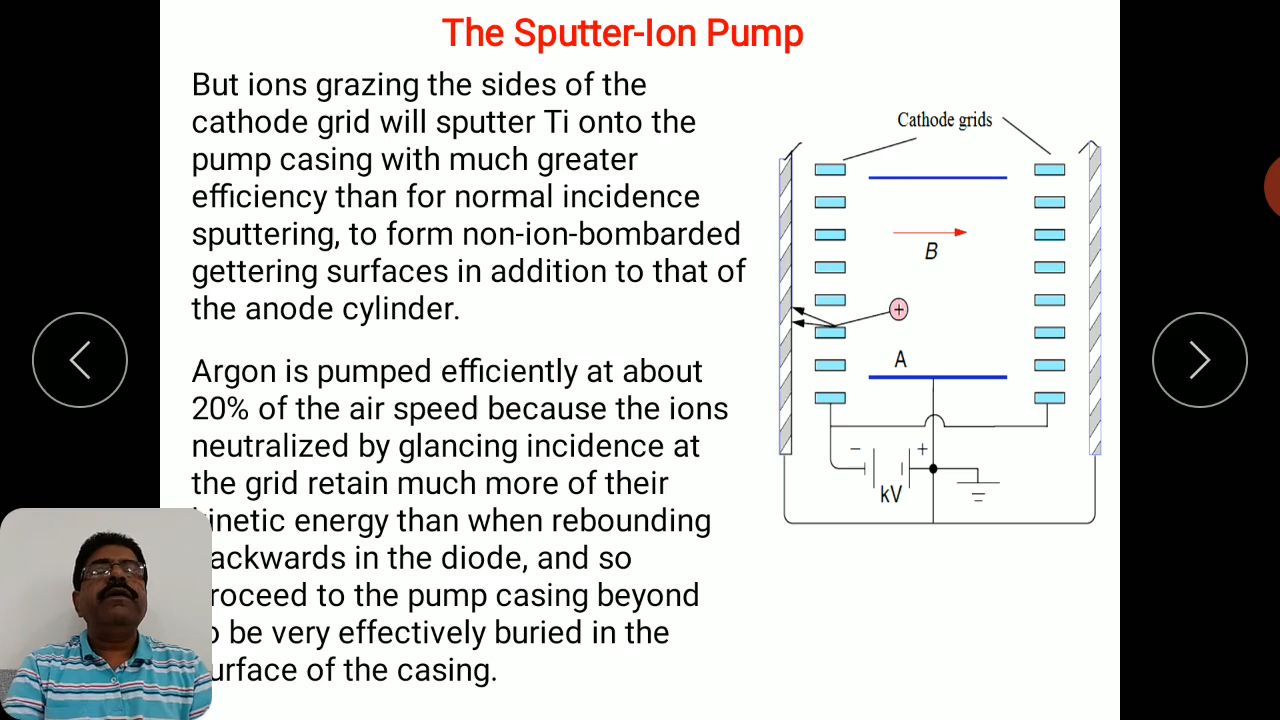 The Sputter-Ion Pump
But ions grazing the sides of the
cathode grid will sputter Ti onto the
pump casing with much greater
efficiency than for normal incidence
sputtering, to form non-ion-bombarded
gettering surfaces in addition to that of
the anode cylinder.
Argon is pumped efficiently at about
20% of the air speed because the ions
neutralized by glancing incidence at
the grid retain much more of their
energy than when rebounding
in the diode, and so
to the pump casing beyond
be very effectively buried in the
of the casing.
Cathode grids
B
+
A
− +
kV